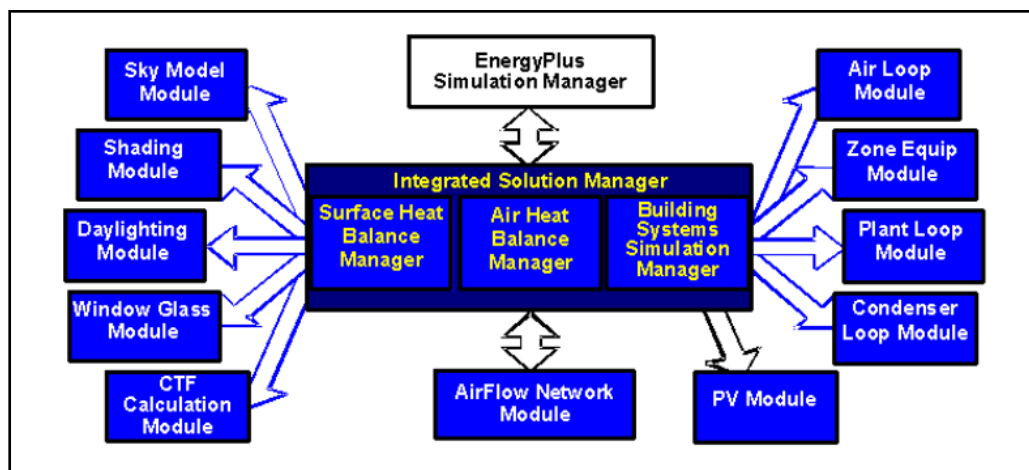 EnergyPlus
Simulation Manager
Sky Model
Module
Shading
Module
Daylighting
Module
Window Glass
Module
CTF
Calculation
Module
Integrated Solution Manager
Surface Heat
Balance
Manager
Air Heat
Balance
Manager
Building
Systems
Simulation
Manager
Air Loop
Module
Zone Equip
Module
Plant Loop
Module
Condenser
Loop Module
AirFlow Network
Module
PV Module